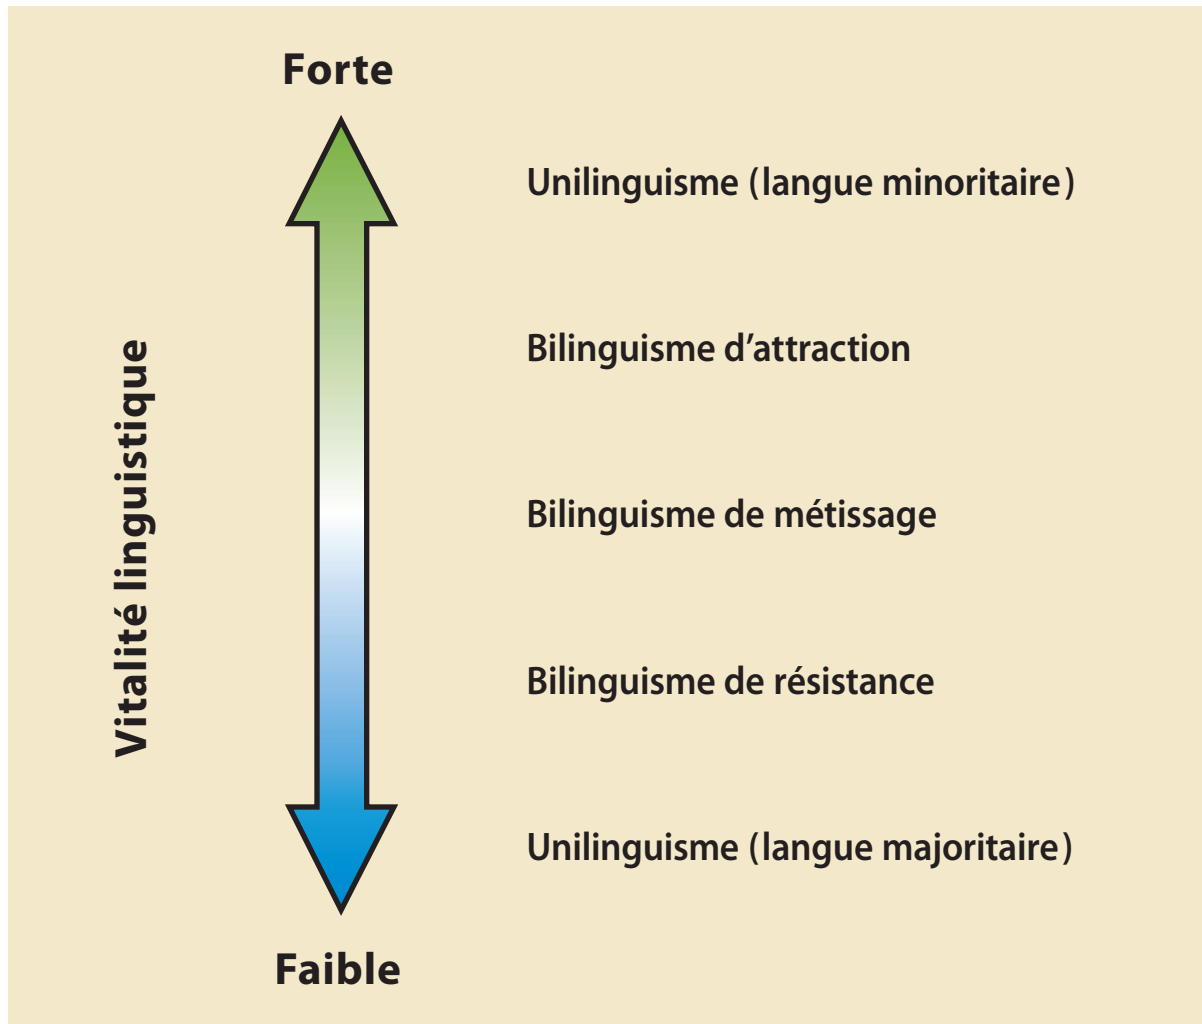 Forte
Unilinguisme (langue minoritaire)
Bilinguisme d’attraction
Vitalité linguistique
Bilinguisme de métissage
Bilinguisme de résistance
Unilinguisme (langue majoritaire)
Faible